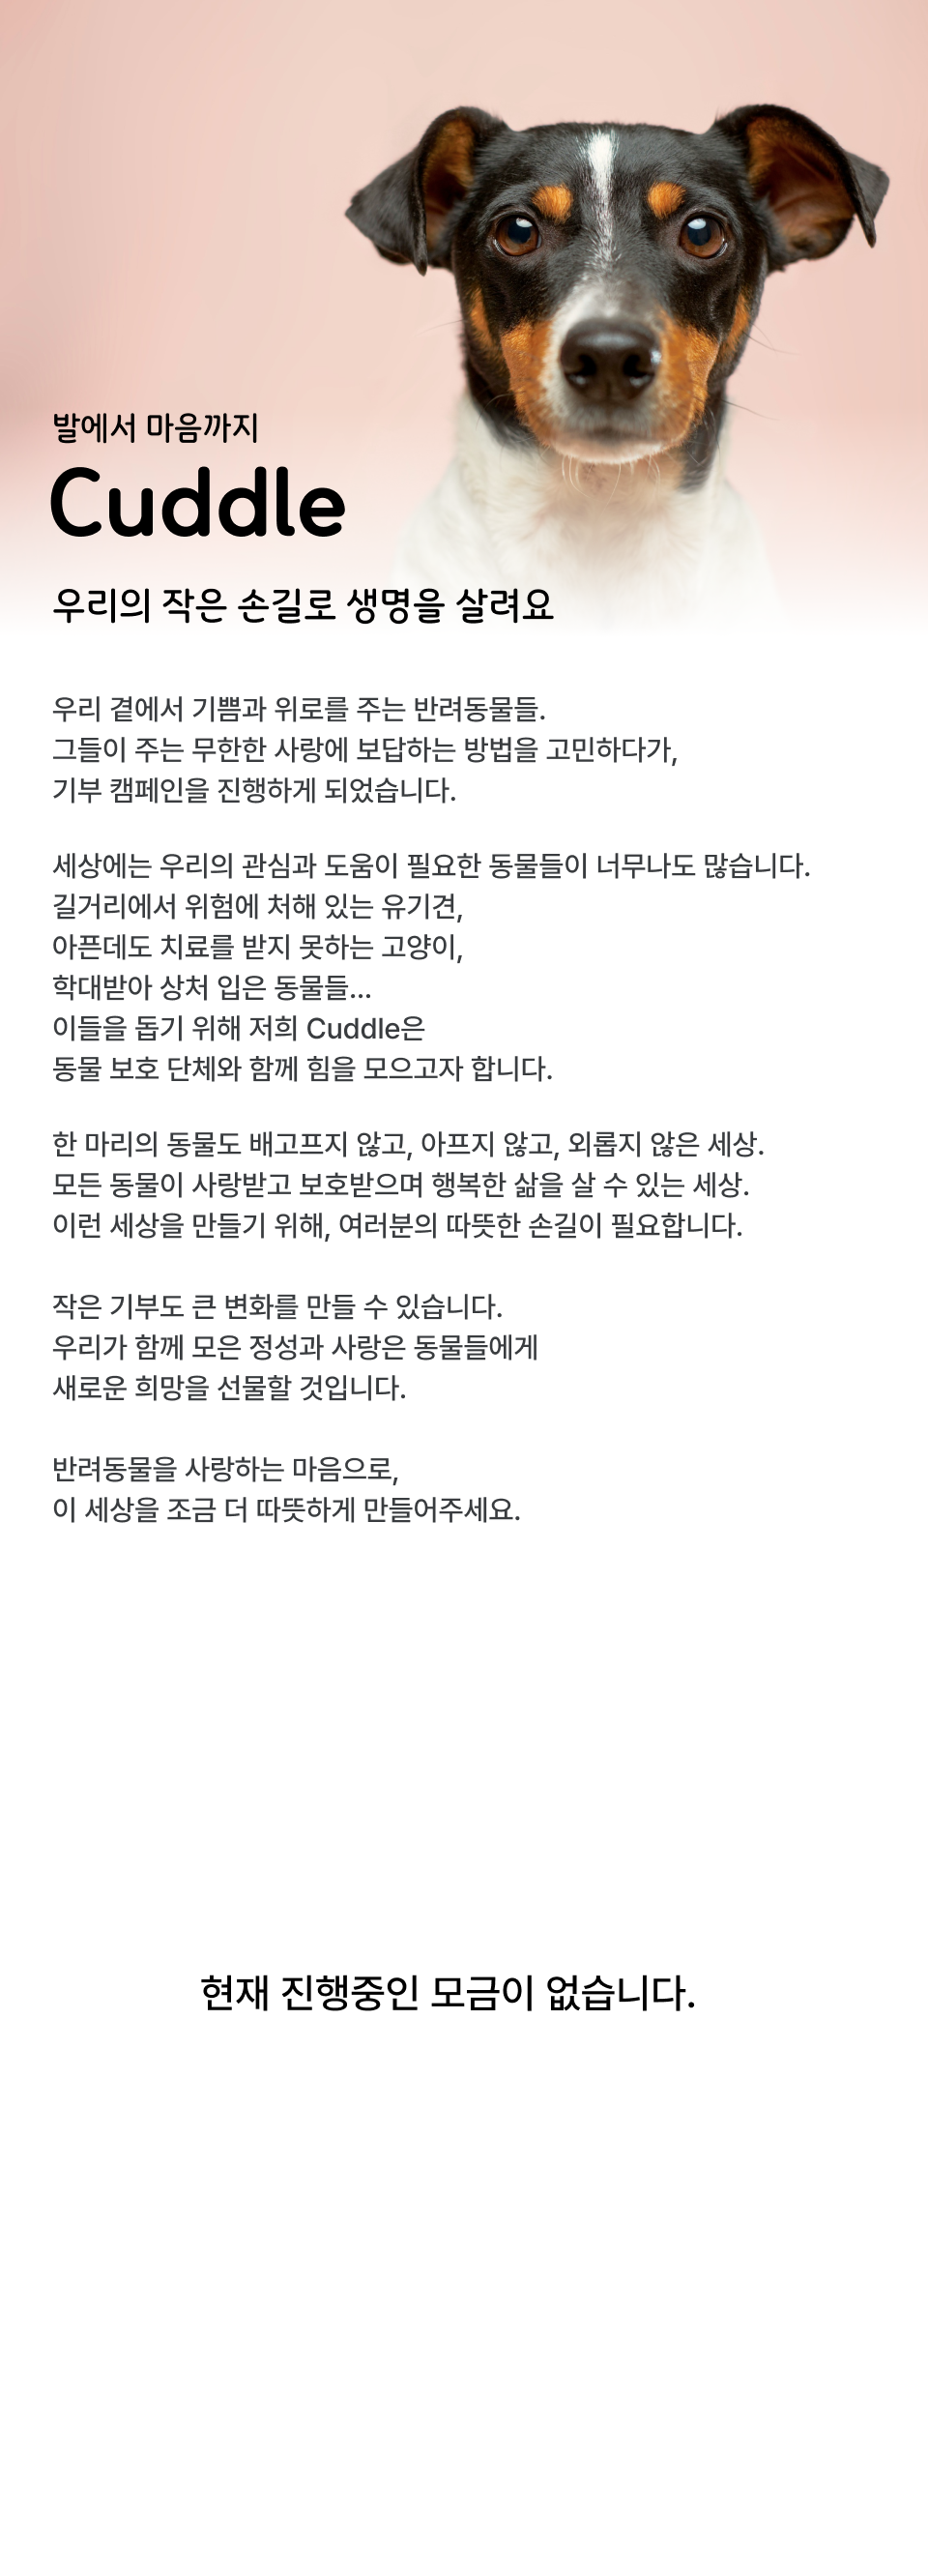 발에서 마음까지
Cuddle
우리의 작은 손길로 생명을 살려요
우리 곁에서 기쁨과 위로를 주는 반려동물들.
그들이 주는 무한한 사랑에 보답하는 방법을 고민하다가,
기부 캠페인을 진행하게 되었습니다.
세상에는 우리의 관심과 도움이 필요한 동물들이 너무나도 많습니다.
길거리에서 위험에 처해 있는 유기견,
아픈데도 치료를 받지 못하는 고양이,
학대받아 상처 입은 동물들...
이들을 돕기 위해 저희 Cuddle은
동물 보호 단체와 함께 힘을 모으고자 합니다.
한 마리의 동물도 배고프지 않고, 아프지 않고, 외롭지 않은 세상.
모든 동물이 사랑받고 보호받으며 행복한 삶을 살 수 있는 세상.
이런 세상을 만들기 위해, 여러분의 따뜻한 손길이 필요합니다.
작은 기부도 큰 변화를 만들 수 있습니다.
우리가 함께 모은 정성과 사랑은 동물들에게
새로운 희망을 선물할 것입니다.
반려동물을 사랑하는 마음으로,
이 세상을 조금 더 따뜻하게 만들어주세요.
현재 진행중인 모금이 없습니다.